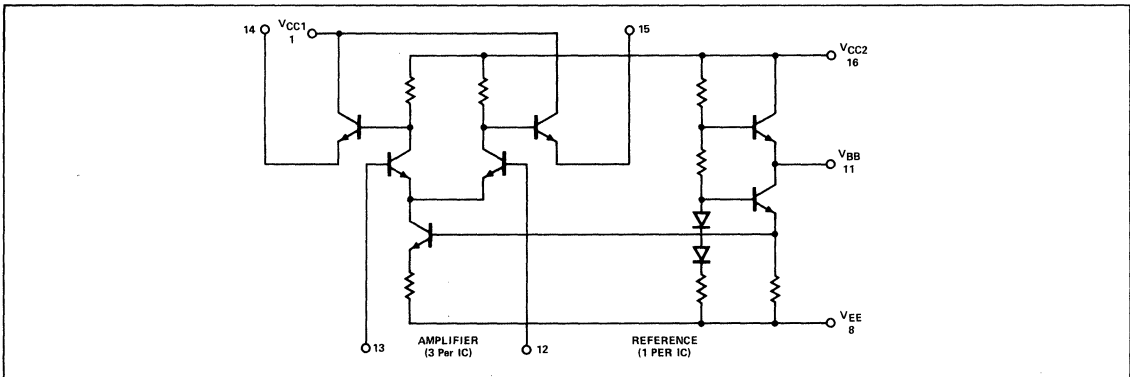 14
VCC1
1
15
VCC2
16
VBB
11
VEE
8
13
AMPLIFIER
(3 Per IC)
12
REFERENCE
(1 PER IC)